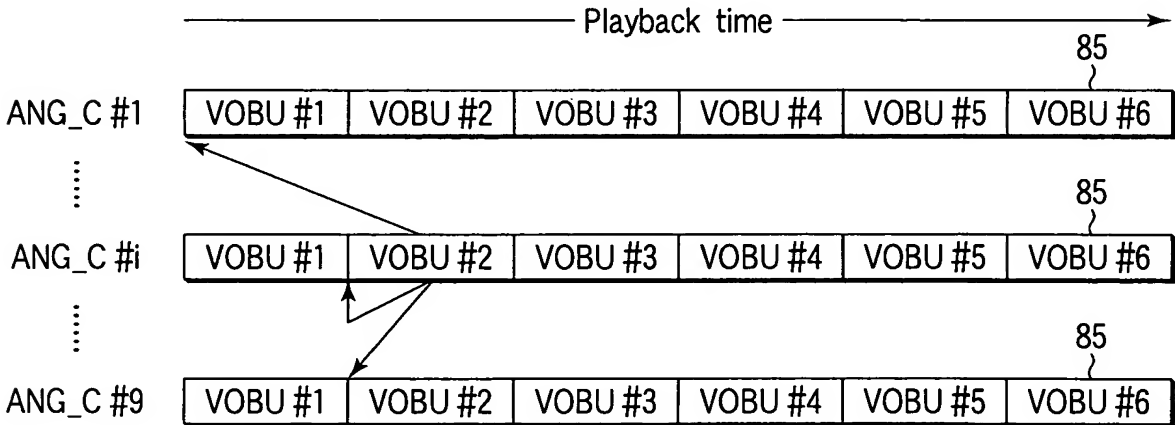 Playback time
85
ANG_C #1 VOBU #1 VOBU #2 VOBU #3 VOBU #4 VOBU #5 VOBU #6
85
ANG_C #i VOBU #1 VOBU #2 VOBU #3 VOBU #4 VOBU #5 VOBU #6
85
ANG_C #9 VOBU #1 VOBU #2 VOBU #3 VOBU #4 VOBU #5 VOBU #6